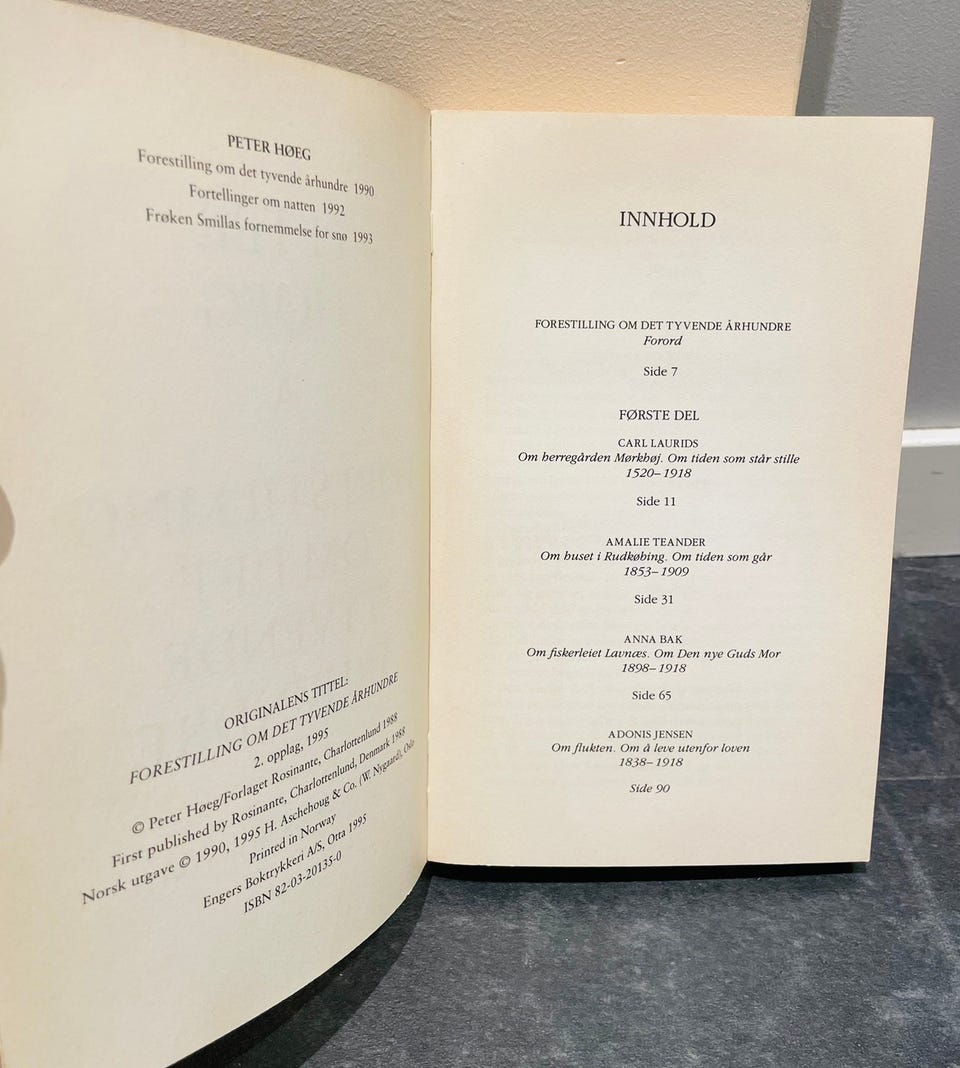 PETER HØEG
Forestilling om det tyvende århundre 1990
Fortellinger om natten 1992
Frøken Smillas fornemmelse for snø 1993
ORIGINALENS TITTEL:
FORESTILLING OM DET TYVENDE ÅRHUNDRE
2. opplag, 1995
© Peter Høeg/Forlaget Rosinante, Charlottenlund 1988
First published by Rosinante, Charlottenlund, Denmark 1988
Norsk utgave © 1990, 1995 H. Aschehoug & Co. (W. Nygaard), Oslo
Printed in Norway
Engers Boktrykkeri A/S, Otta 1995
ISBN 82-03-20135-0
INNHOLD
FORESTILLING OM DET TYVENDE ÅRHUNDRE
Forord
Side 7
FØRSTE DEL
CARL LAURIDS
Om herregården Mørkhøj. Om tiden som står stille
1520–1918
Side 11
AMALIE TEANDER
Om huset i Rudkøbing. Om tiden som går
1853–1909
Side 31
ANNA BAK
Om fiskerleiet Lavnæs. Om Den nye Guds Mor
1898–1918
Side 65
ADONIS JENSEN
Om flukten. Om å leve utenfor loven
1838–1918
Side 90